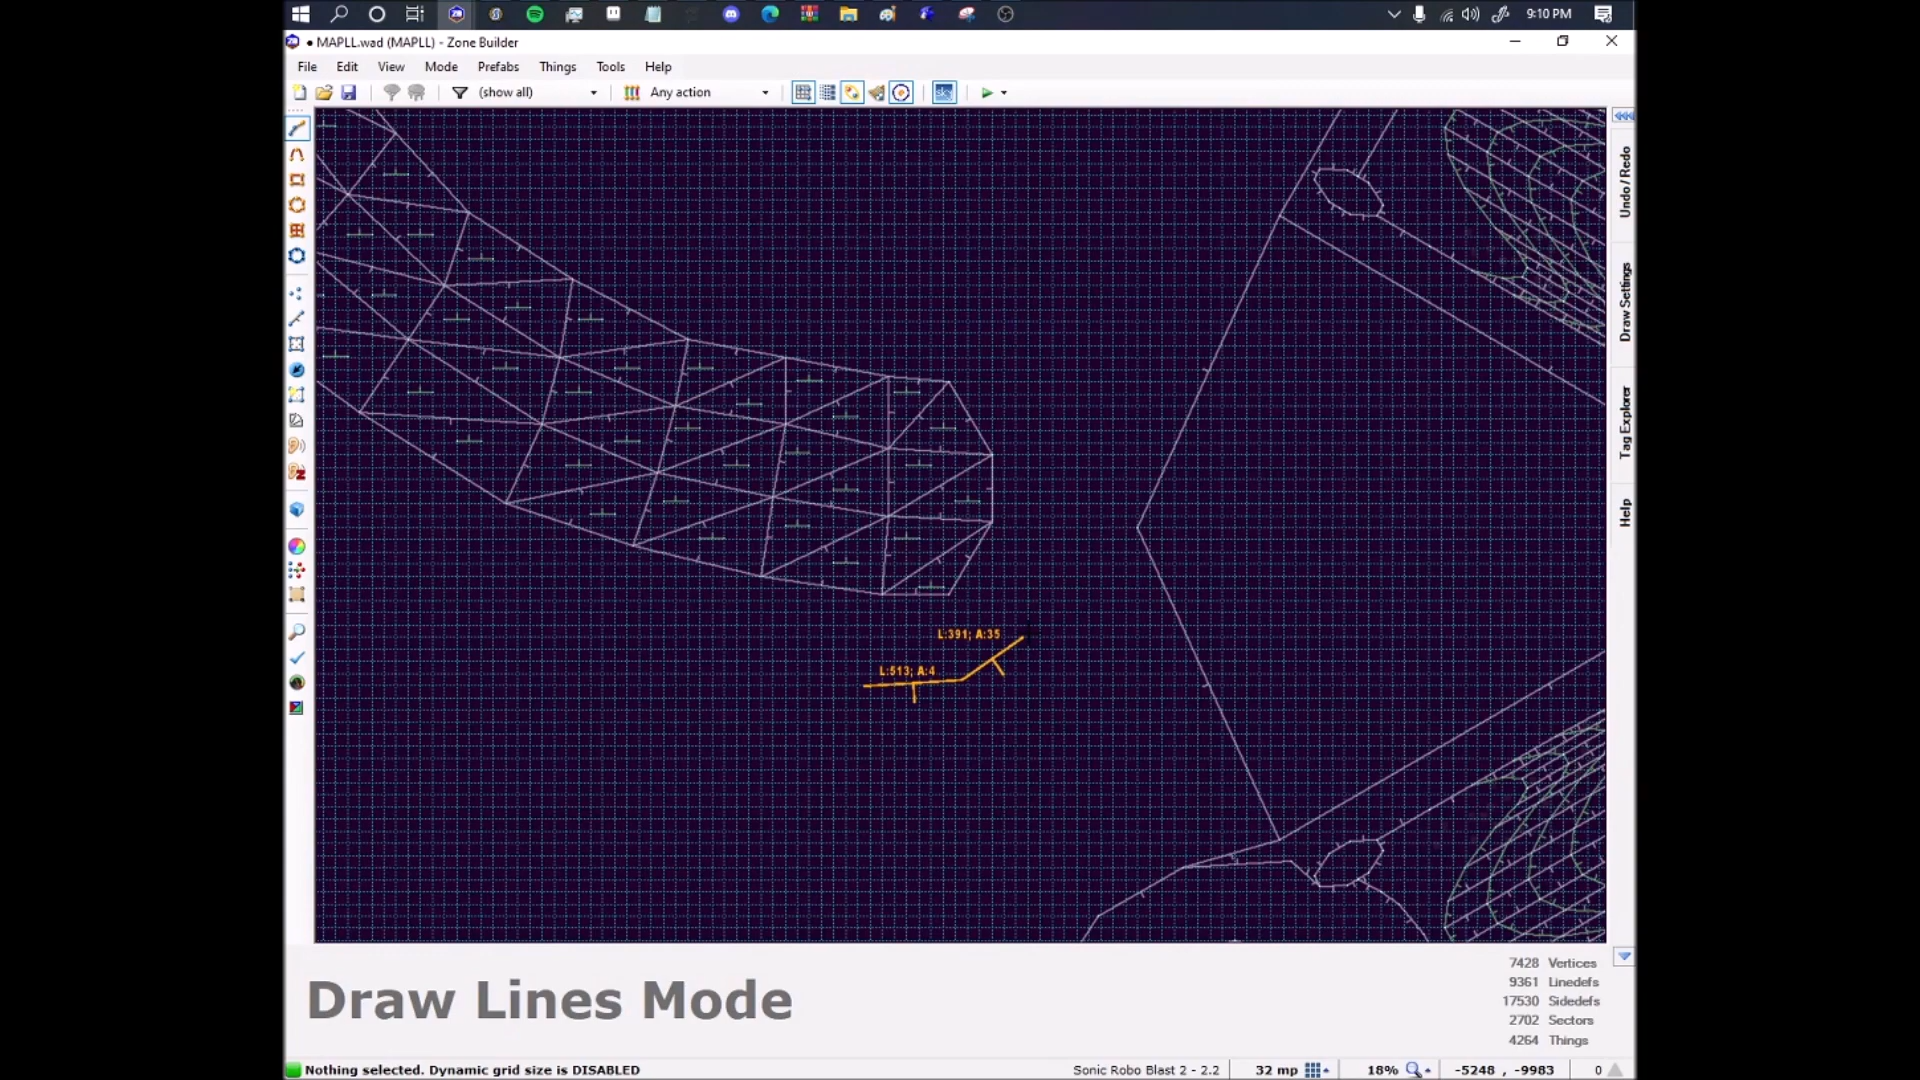 9:10 PM
• MAPLL.wad (MAPLL) - Zone Builder
File Edit View Mode Prefabs Things Tools Help
(show all) Any action sky
Undo/Redo
Draw Settings
Tag Explorer
Help
L:391; A:35
L:513; A:4
Draw Lines Mode
7428 Vertices
9361 Linedefs
17530 Sidedefs
2702 Sectors
4264 Things
Nothing selected. Dynamic grid size is DISABLED
Sonic Robo Blast 2 - 2.2 32 mp 18% -5248 , -9983 0